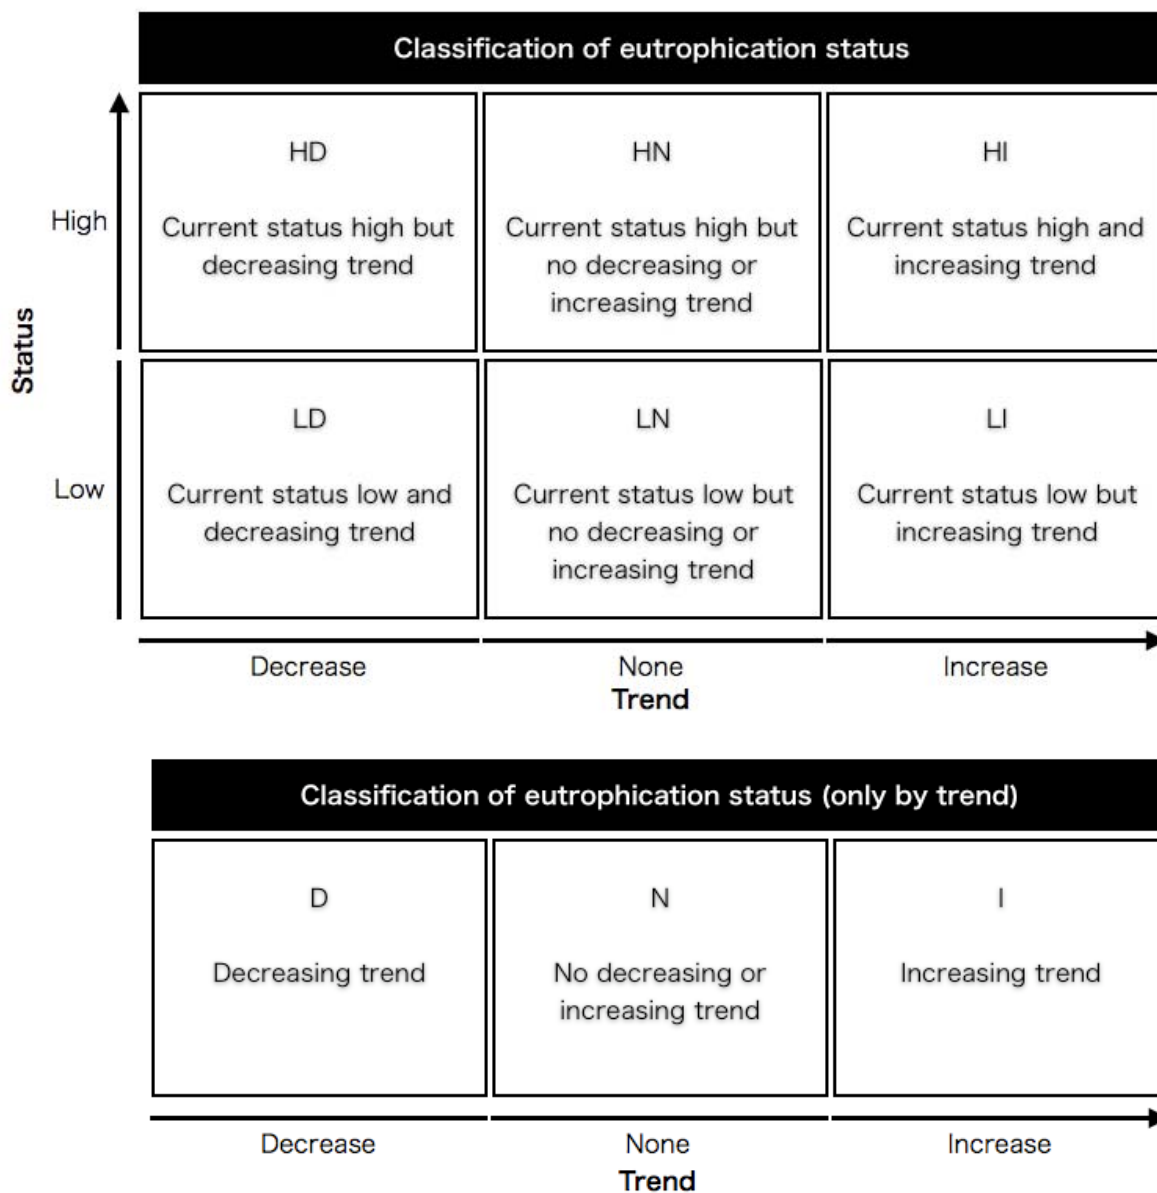 Classification of eutrophication status
HD
Current status high but
decreasing trend
HN
Current status high but
no decreasing or
increasing trend
HI
Current status high and
increasing trend
High
Status
LD
Current status low and
decreasing trend
LN
Current status low but
no decreasing or
increasing trend
LI
Current status low but
increasing trend
Low
Decrease
None
Increase
Trend
Classification of eutrophication status (only by trend)
D
Decreasing trend
N
No decreasing or
increasing trend
I
Increasing trend
Decrease
None
Increase
Trend